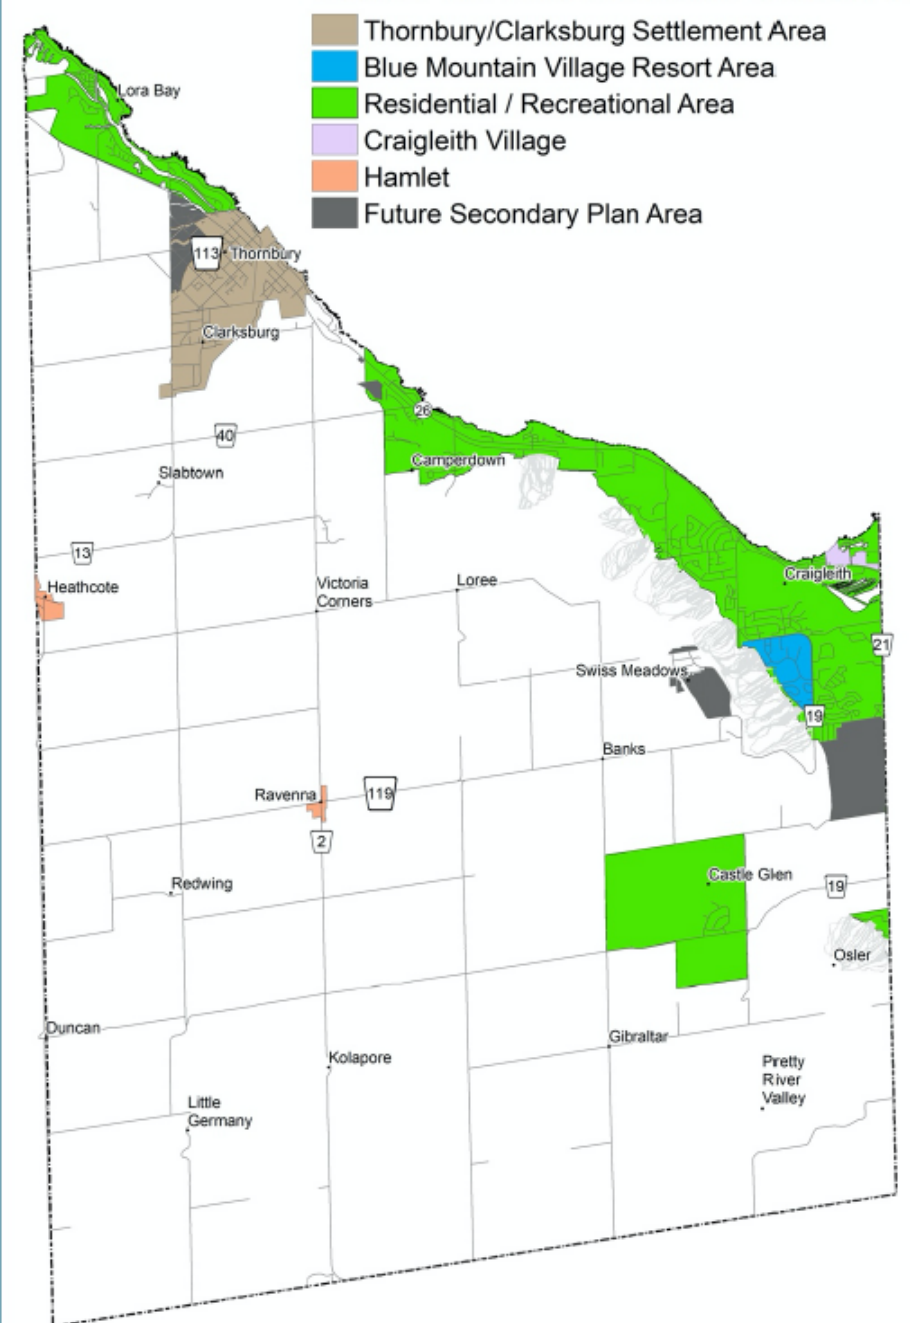 Thornbury/Clarksburg Settlement Area
Blue Mountain Village Resort Area
Residential / Recreational Area
Craigleith Village
Hamlet
Future Secondary Plan Area
Lora Bay
113
Thornbury
Clarksburg
26
40
Camperdown
Slabtown
13
Heathcote
Victoria
Corners
Loree
Craigleith
21
Swiss Meadows
19
Banks
Ravenna
119
2
Redwing
Castle Glen
19
Osler
Duncan
Kolapore
Gibraltar
Pretty
River
Valley
Little
Germany